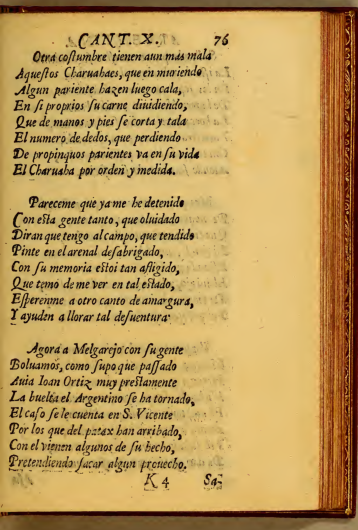 CANT. X. 76
Otra costumbre tienen aun mas mala
Aquestos Charuahaes, que en muriendo
Algun pariente hazen luego cala,
En si proprios su carne diuidiendo,
Que de manos y pies se corta y tala
El numero de dedos, que perdiendo
De propinquos parientes va en su vida
El Charuaha por orden y medida.
Pareceme que ya me he detenido
Con esta gente tanto, que oluidado
Diran que tengo al campo, que tendido
Pinte en el arenal desabrigado,
Con su memoria estoi tan afligido,
Que temo de me ver en tal estado,
Esperenme a otro canto de amargura,
Y ayuden a llorar tal desuentura
Agora a Melgarejo con su gente
Boluamos, como supo que passado
Auia Ioan Ortiz muy prestamente
La buelta el Argentino se ha tornado,
El caso se le cuenta en S. Vicente
Por los que del patax han arribado,
Con el vienen algunos de su hecho,
Pretendiendo sacar algun prouecho.
K 4 Sa-